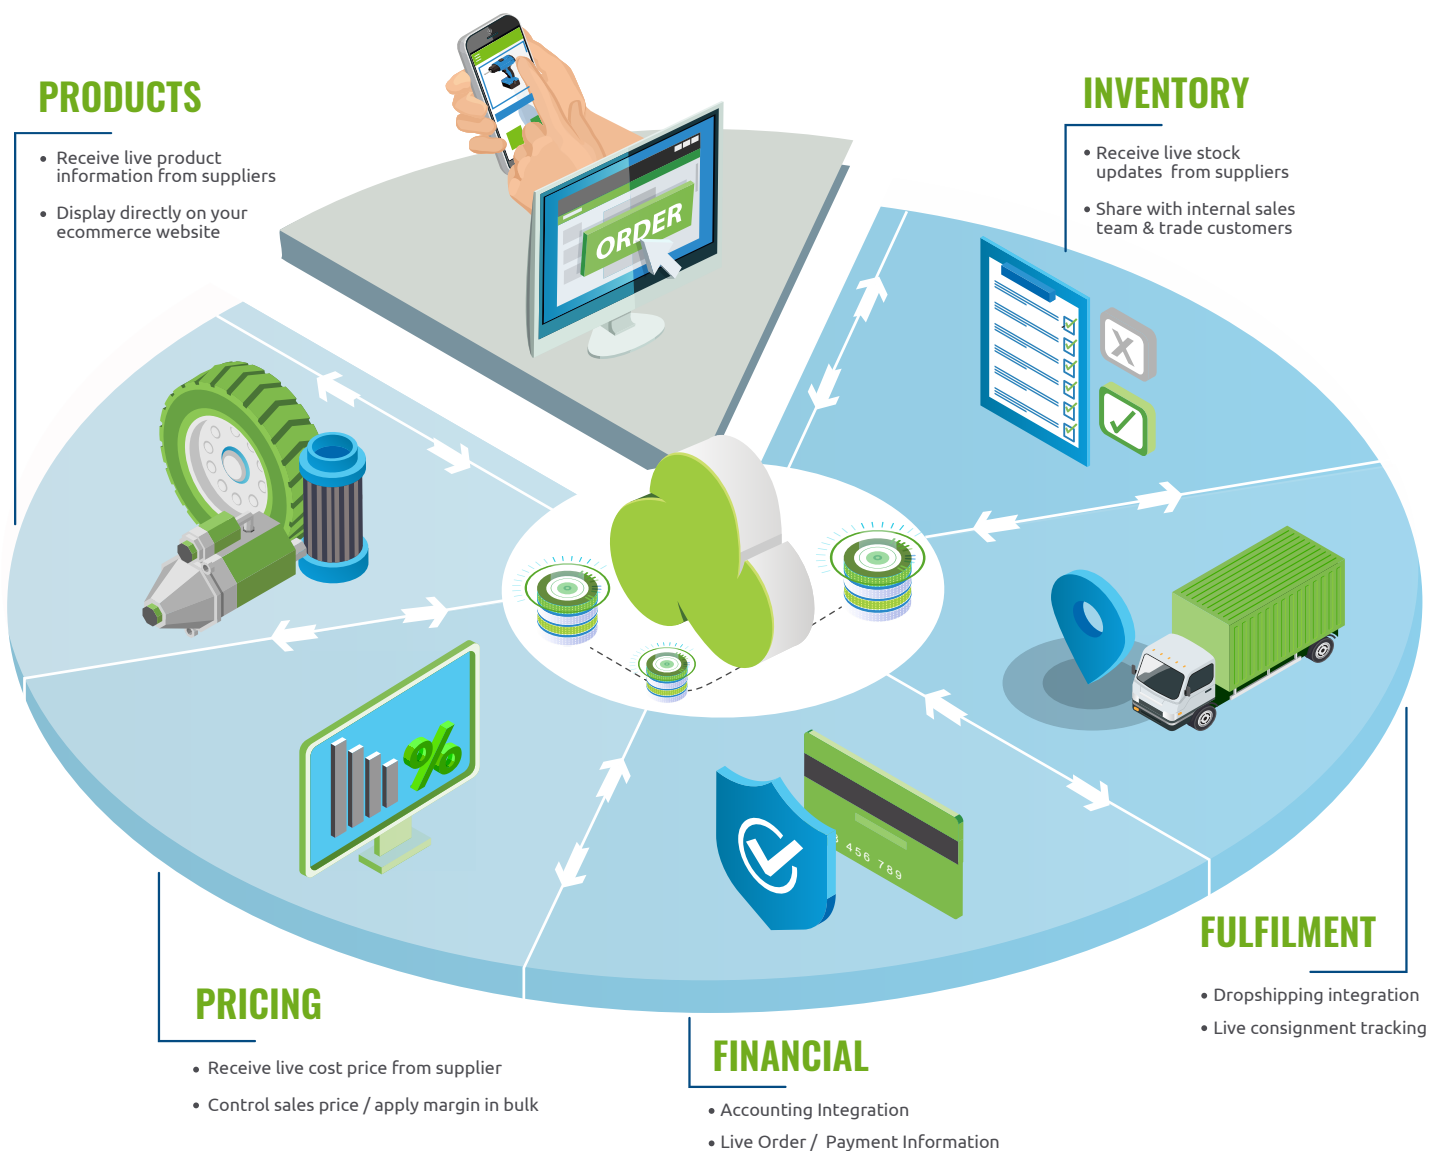 PRODUCTS
• Receive live product
information from suppliers
• Display directly on your
ecommerce website
ORDER
INVENTORY
• Receive live stock
updates from suppliers
• Share with internal sales
team & trade customers
X
%
456 789
PRICING
• Receive live cost price from supplier
• Control sales price / apply margin in bulk
FINANCIAL
• Accounting Integration
• Live Order / Payment Information
FULFILMENT
• Dropshipping integration
• Live consignment tracking